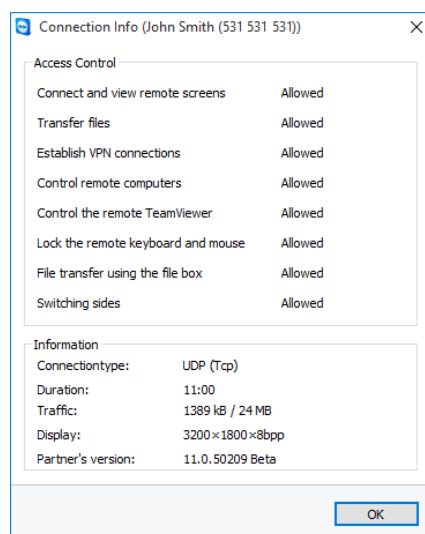 Connection Info (John Smith (531 531 531))
Access Control
Connect and view remote screens Allowed
Transfer files Allowed
Establish VPN connections Allowed
Control remote computers Allowed
Control the remote TeamViewer Allowed
Lock the remote keyboard and mouse Allowed
File transfer using the file box Allowed
Switching sides Allowed
Information
Connectiontype: UDP (Tcp)
Duration: 11:00
Traffic: 1389 kB / 24 MB
Display: 3200×1800×8bpp
Partner's version: 11.0.50209 Beta
OK